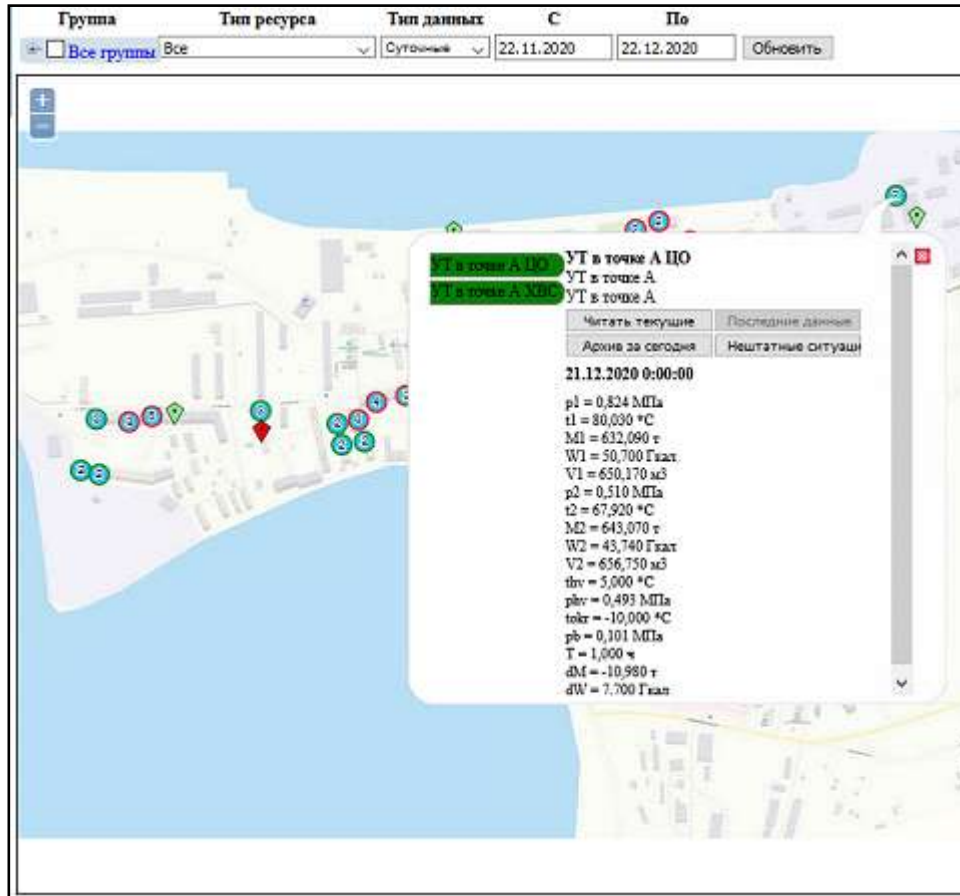 Группа Тип ресурса Тип данных С По
Все группы Все Суточные 22.11.2020 22.12.2020 Обновить
+
−
УТ в точке А ЦО
УТ в точке А ХВС
УТ в точке А ЦО
УТ в точке А
УТ в точке А
Читать текущие Последние данные
Архив за сегодня Нештатные ситуаци
21.12.2020 0:00:00
p1 = 0,824 МПа
t1 = 80,030 °C
M1 = 632,090 т
W1 = 50,700 Гкал
V1 = 650,170 м3
p2 = 0,510 МПа
t2 = 67,920 °C
M2 = 643,070 т
W2 = 43,740 Гкал
V2 = 656,750 м3
thv = 5,000 °C
phv = 0,493 МПа
tokr = -10,000 °C
pb = 0,101 МПа
T = 1,000 ч
dM = -10,980 т
dW = 7,700 Гкал